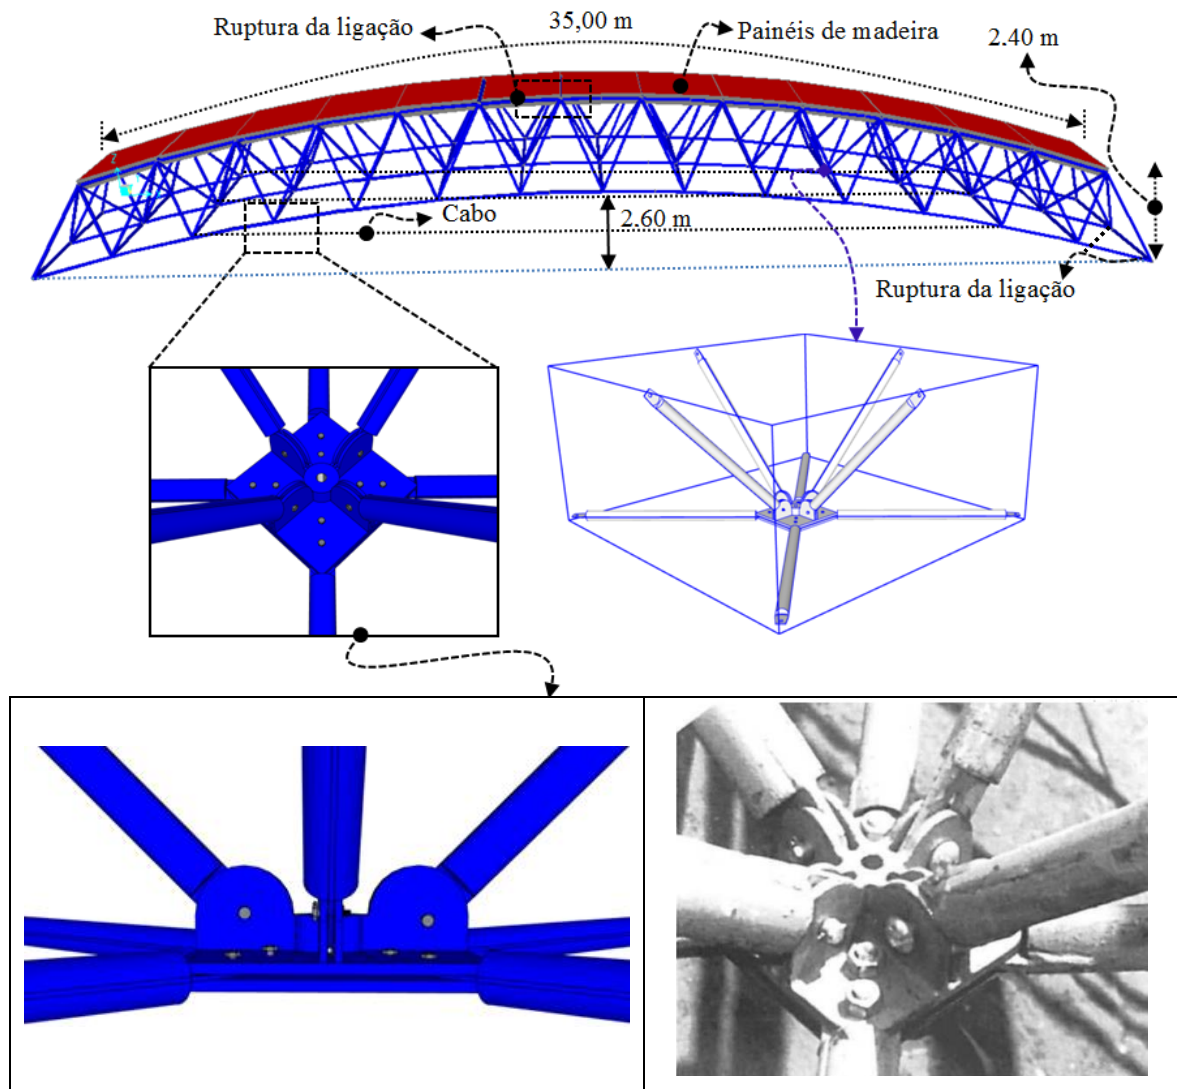 Ruptura da ligação
35,00 m
Painéis de madeira
2.40 m
Cabo
2.60 m
Ruptura da ligação